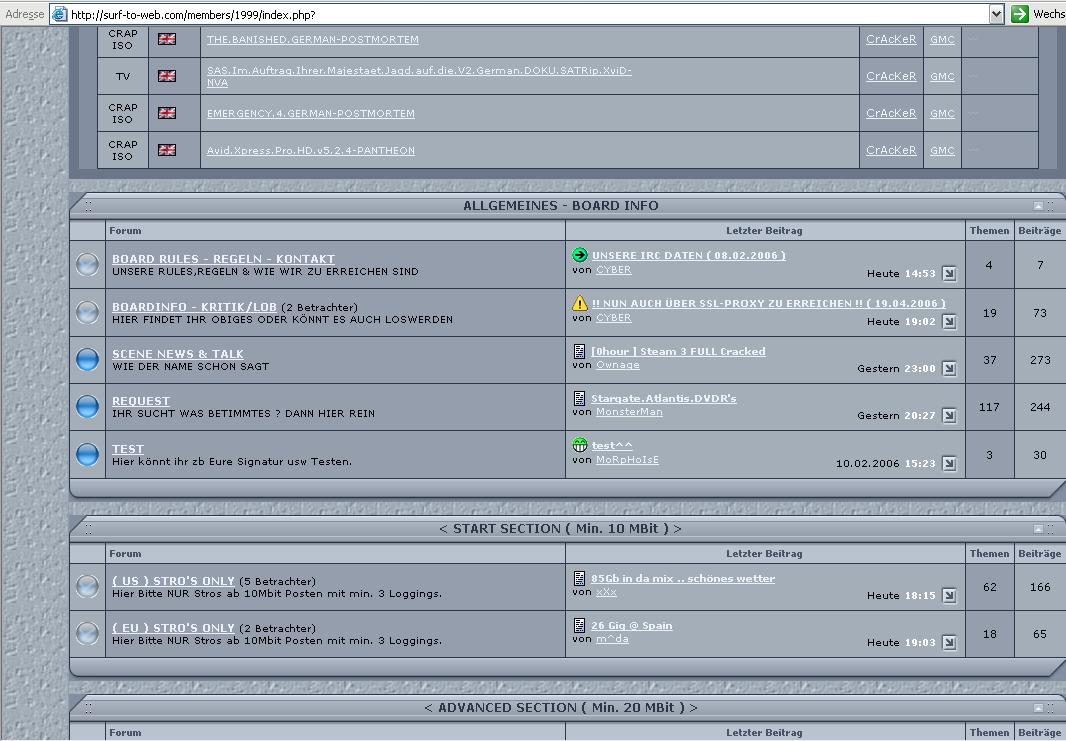 Adresse http://surf-to-web.com/members/1999/index.php? Wechs
CRAP ISO THE.BANISHED.GERMAN-POSTMORTEM CrAcKeR GMC
TV SAS.Im.Auftrag.Ihrer.Majestaet.Jagd.auf.die.V2.German.DOKU.SATRip.XviD-NVA CrAcKeR GMC
CRAP ISO EMERGENCY.4.GERMAN-POSTMORTEM CrAcKeR GMC
CRAP ISO Avid.Xpress.Pro.HD.v5.2.4-PANTHEON CrAcKeR GMC
ALLGEMEINES - BOARD INFO
Forum Letzter Beitrag Themen Beiträge
BOARD RULES - REGELN - KONTAKT
UNSERE RULES,REGELN & WIE WIR ZU ERREICHEN SIND
UNSERE IRC DATEN ( 08.02.2006 )
von CYBER
Heute 14:53
4 7
BOARDINFO - KRITIK/LOB (2 Betrachter)
HIER FINDET IHR OBIGES ODER KÖNNT ES AUCH LOSWERDEN
!! NUN AUCH ÜBER SSL-PROXY ZU ERREICHEN !! ( 19.04.2006 )
von CYBER
Heute 19:02
19 73
SCENE NEWS & TALK
WIE DER NAME SCHON SAGT
[0hour ] Steam 3 FULL Cracked
von Ownage
Gestern 23:00
37 273
REQUEST
IHR SUCHT WAS BETIMMTES ? DANN HIER REIN
Stargate.Atlantis.DVDR's
von MonsterMan
Gestern 20:27
117 244
TEST
Hier könnt ihr zb Eure Signatur usw Testen.
test^^
von MoRpHoIsE
10.02.2006 15:23
3 30
< START SECTION ( Min. 10 MBit ) >
Forum Letzter Beitrag Themen Beiträge
( US ) STRO'S ONLY (5 Betrachter)
Hier Bitte NUR Stros ab 10Mbit Posten mit min. 3 Loggings.
85Gb in da mix .. schönes wetter
von xXx
Heute 18:15
62 166
( EU ) STRO'S ONLY (2 Betrachter)
Hier Bitte NUR Stros ab 10Mbit Posten mit min. 3 Loggings.
26 Gig @ Spain
von m^da
Heute 19:03
18 65
< ADVANCED SECTION ( Min. 20 MBit ) >
Forum Letzter Beitrag Themen Beiträge